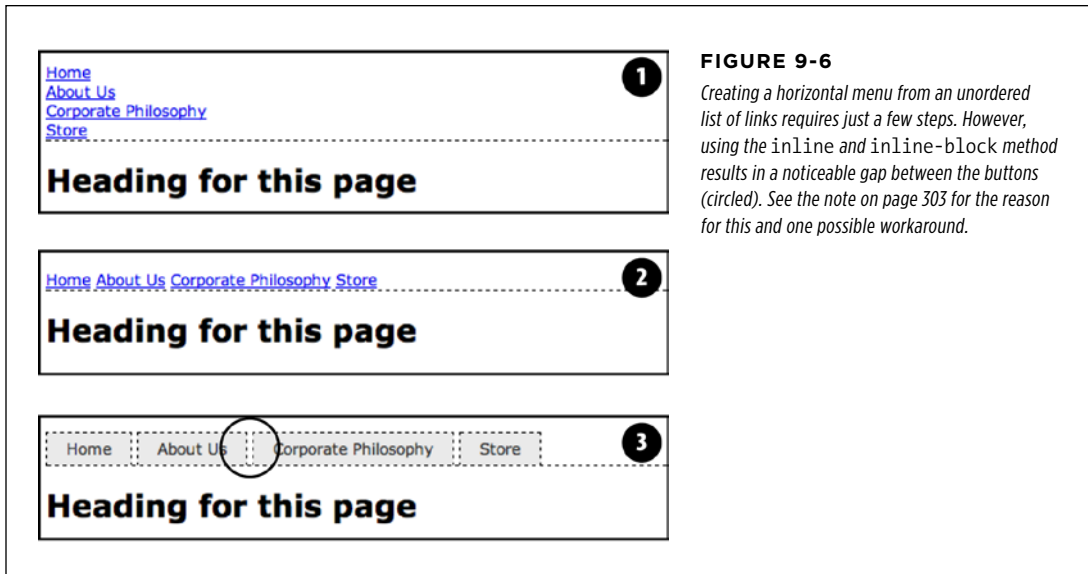 Home
About Us
Corporate Philosophy
Store
1
Heading for this page
Home About Us Corporate Philosophy Store
2
Heading for this page
Home About Us Corporate Philosophy Store
3
Heading for this page
FIGURE 9-6
Creating a horizontal menu from an unordered
list of links requires just a few steps. However,
using the inline and inline-block method
results in a noticeable gap between the buttons
(circled). See the note on page 303 for the reason
for this and one possible workaround.